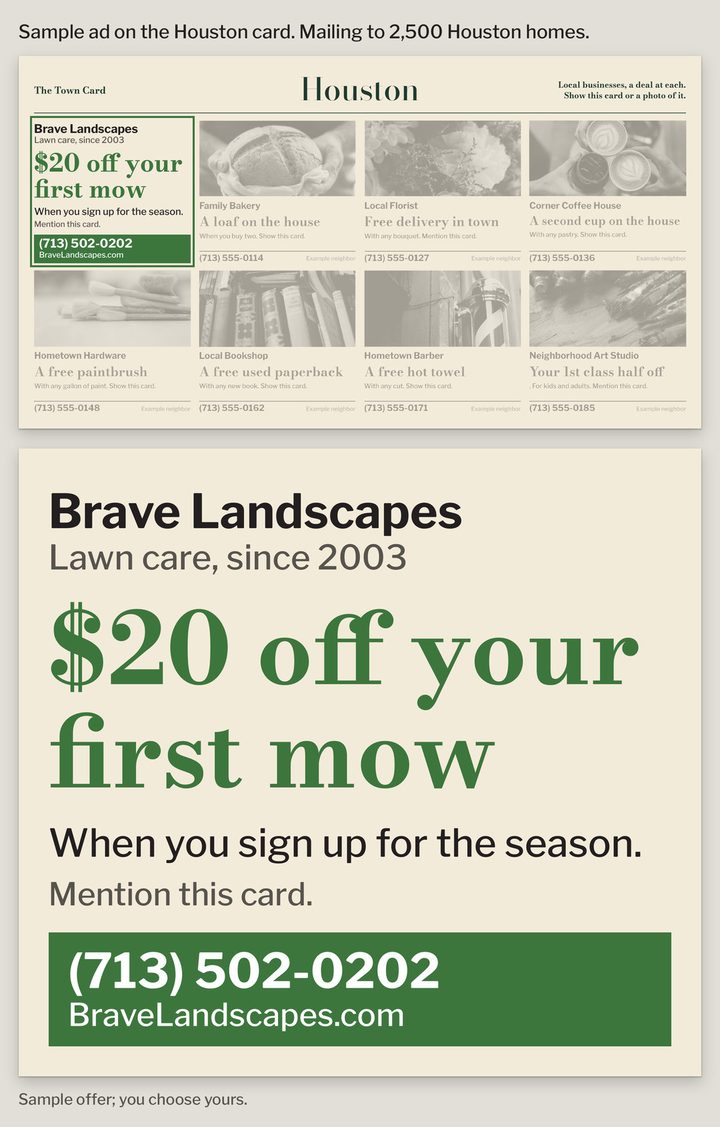 Sample ad on the Houston card. Mailing to 2,500 Houston homes.
The Town Card
Houston
Local businesses, a deal at each.
Show this card or a photo of it.
Brave Landscapes
Lawn care, since 2003
$20 off your
first mow
When you sign up for the season.
Mention this card.
(713) 502-0202
BraveLandscapes.com
Family Bakery
A loaf on the house
When you buy two. Show this card.
(713) 555-0114 Example neighbor
Local Florist
Free delivery in town
With any bouquet. Mention this card.
(713) 555-0127 Example neighbor
Corner Coffee House
A second cup on the house
With any pastry. Show this card.
(713) 555-0136 Example neighbor
Hometown Hardware
A free paintbrush
With any gallon of paint. Show this card.
(713) 555-0148 Example neighbor
Local Bookshop
A free used paperback
With any new book. Show this card.
(713) 555-0162 Example neighbor
Hometown Barber
A free hot towel
With any cut. Show this card.
(713) 555-0171 Example neighbor
Neighborhood Art Studio
Your 1st class half off
For kids and adults. Mention this card.
(713) 555-0185 Example neighbor
Brave Landscapes
Lawn care, since 2003
$20 off your
first mow
When you sign up for the season.
Mention this card.
(713) 502-0202
BraveLandscapes.com
Sample offer; you choose yours.